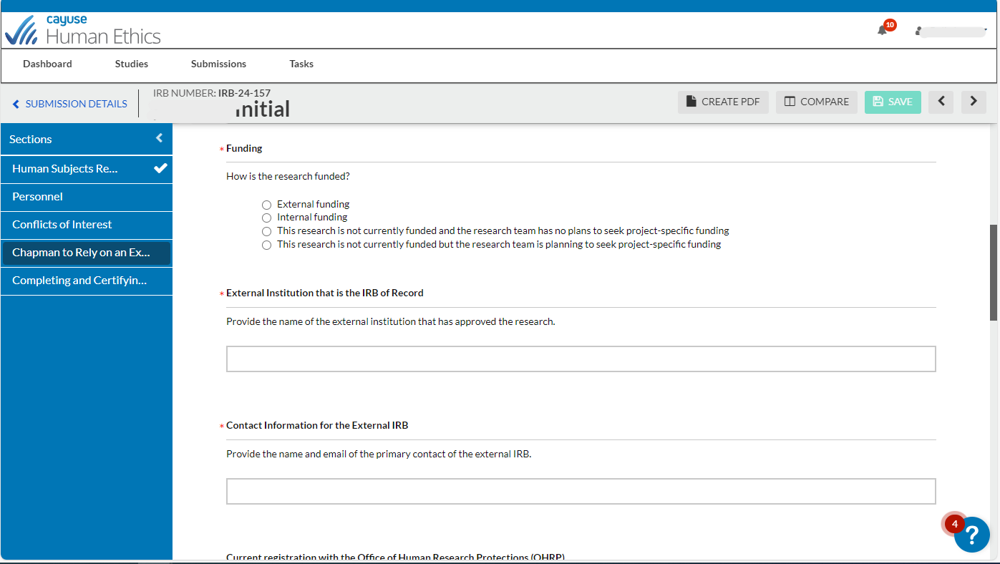 cayuse
Human Ethics
10
Dashboard Studies Submissions Tasks
SUBMISSION DETAILS
IRB NUMBER: IRB-24-157
Initial
CREATE PDF
COMPARE
SAVE
Sections
Human Subjects Re...
Personnel
Conflicts of Interest
Chapman to Rely on an Ex...
Completing and Certifyin...
* Funding
How is the research funded?
External funding
Internal funding
This research is not currently funded and the research team has no plans to seek project-specific funding
This research is not currently funded but the research team is planning to seek project-specific funding
* External Institution that is the IRB of Record
Provide the name of the external institution that has approved the research.
* Contact Information for the External IRB
Provide the name and email of the primary contact of the external IRB.
4
?
Current registration with the Office of Human Research Protections (OHRP)